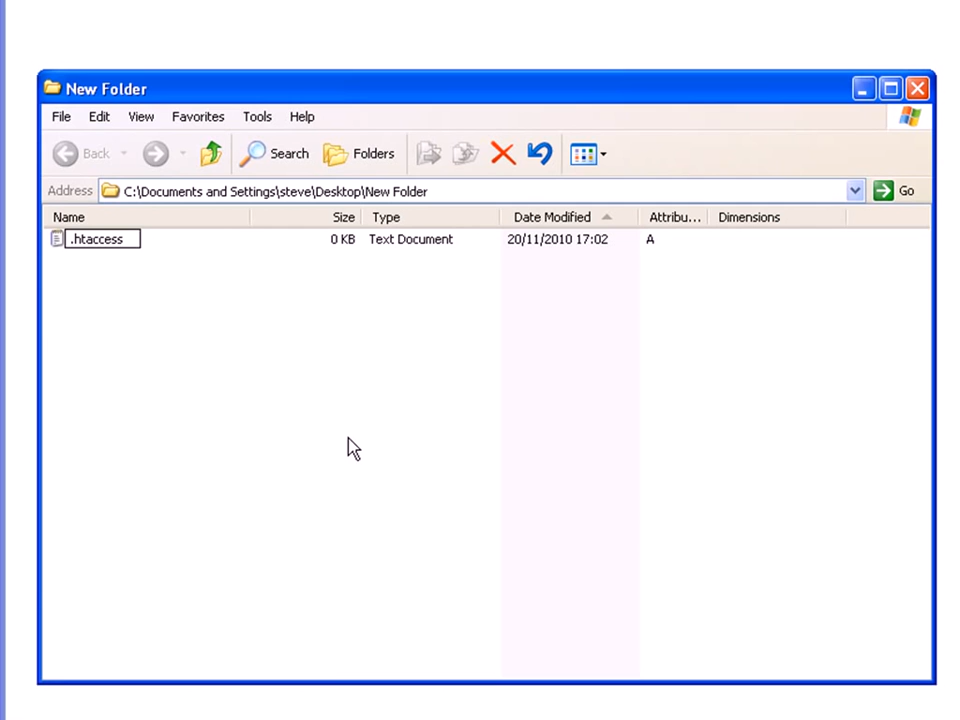 New Folder
File Edit View Favorites Tools Help
Back Search Folders
Address C:\Documents and Settings\steve\Desktop\New Folder Go
Name Size Type Date Modified Attribu... Dimensions
.htaccess 0 KB Text Document 20/11/2010 17:02 A